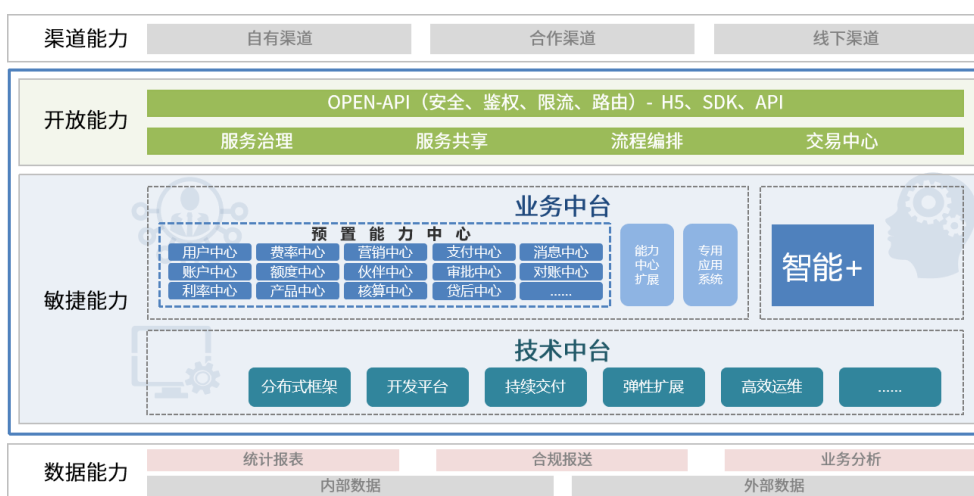 渠道能力
自有渠道 合作渠道 线下渠道
开放能力
OPEN-API（安全、鉴权、限流、路由）- H5、SDK、API
服务治理 服务共享 流程编排 交易中心
敏捷能力
业务中台
预置能力中心
用户中心 费率中心 营销中心 支付中心 消息中心
账户中心 额度中心 伙伴中心 审批中心 对账中心
利率中心 产品中心 核算中心 贷后中心 ......
能力
中心
扩展
专用
应用
系统
智能+
技术中台
分布式框架 开发平台 持续交付 弹性扩展 高效运维 ......
数据能力
统计报表 合规报送 业务分析
内部数据 外部数据